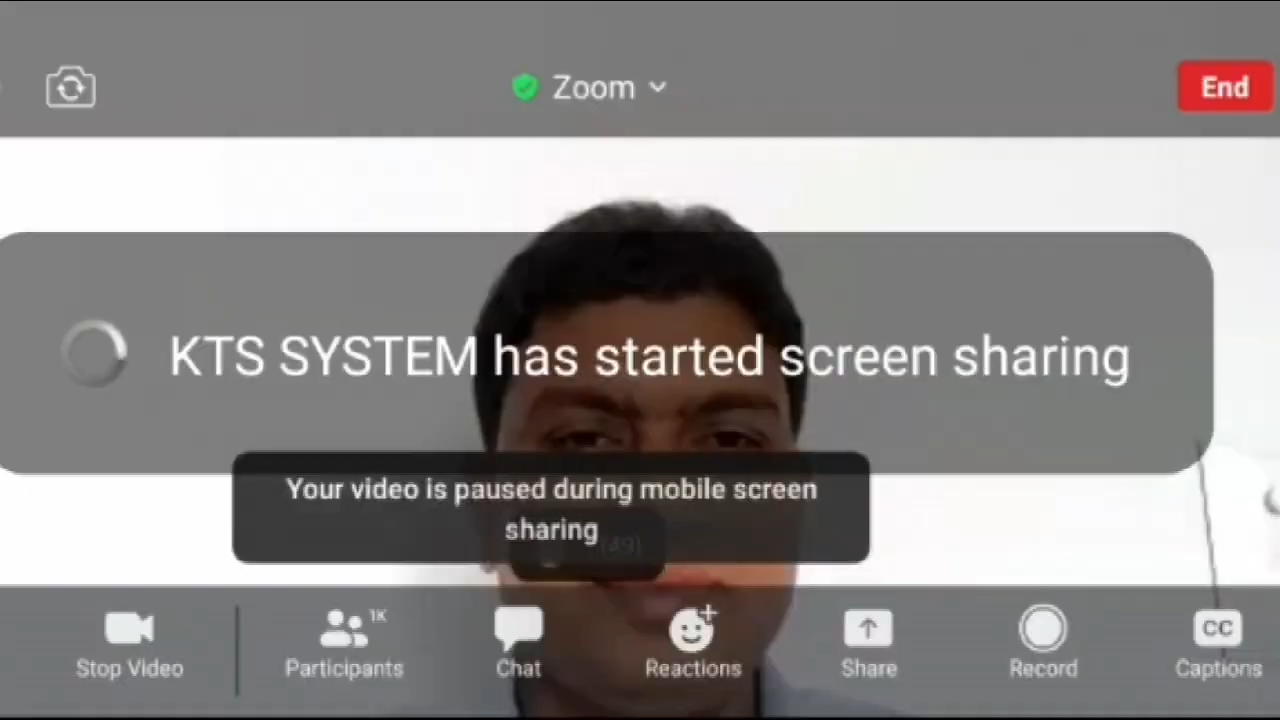 Zoom
End
KTS SYSTEM has started screen sharing
Your video is paused during mobile screen
sharing
(49)
1K
Stop Video
Participants
Chat
Reactions
Share
Record
CC
Captions